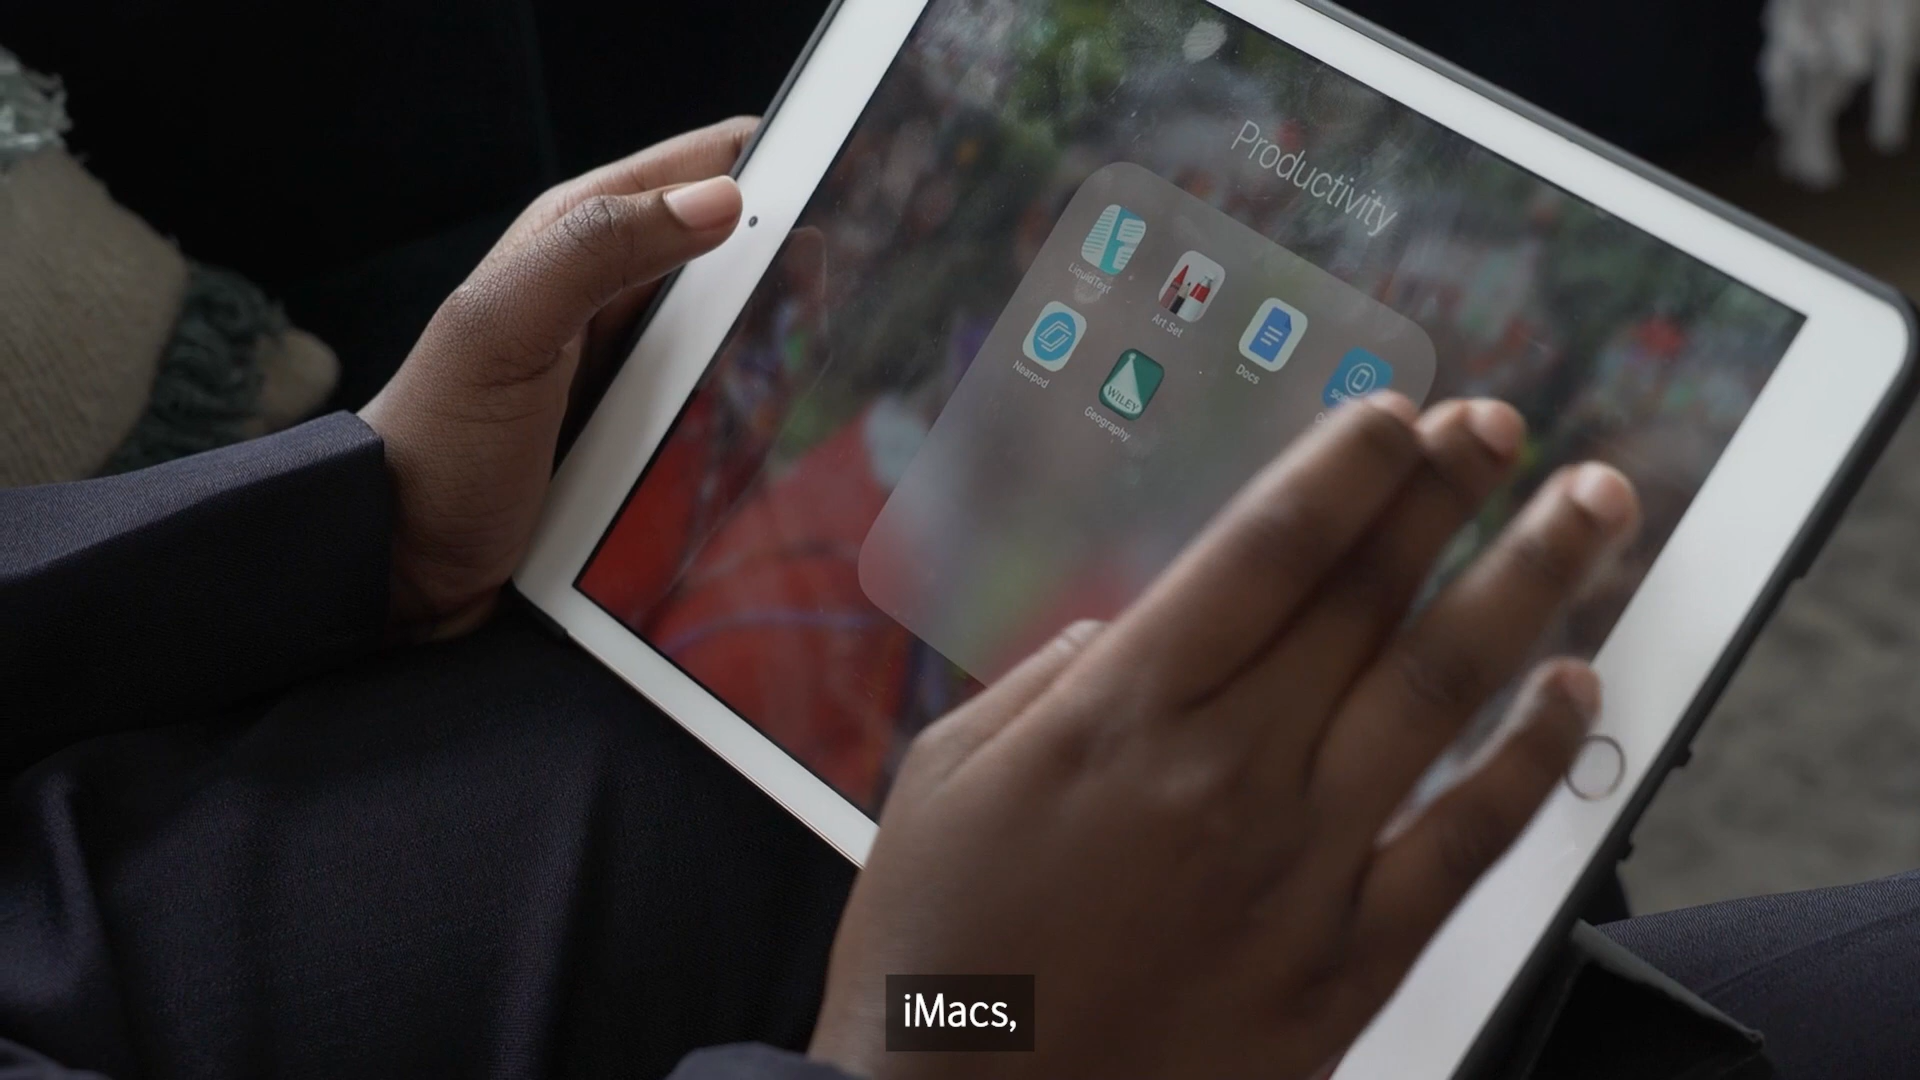 Productivity
LiquidText
Art Set
Docs
Nearpod
WILEY
Geography
iMacs,